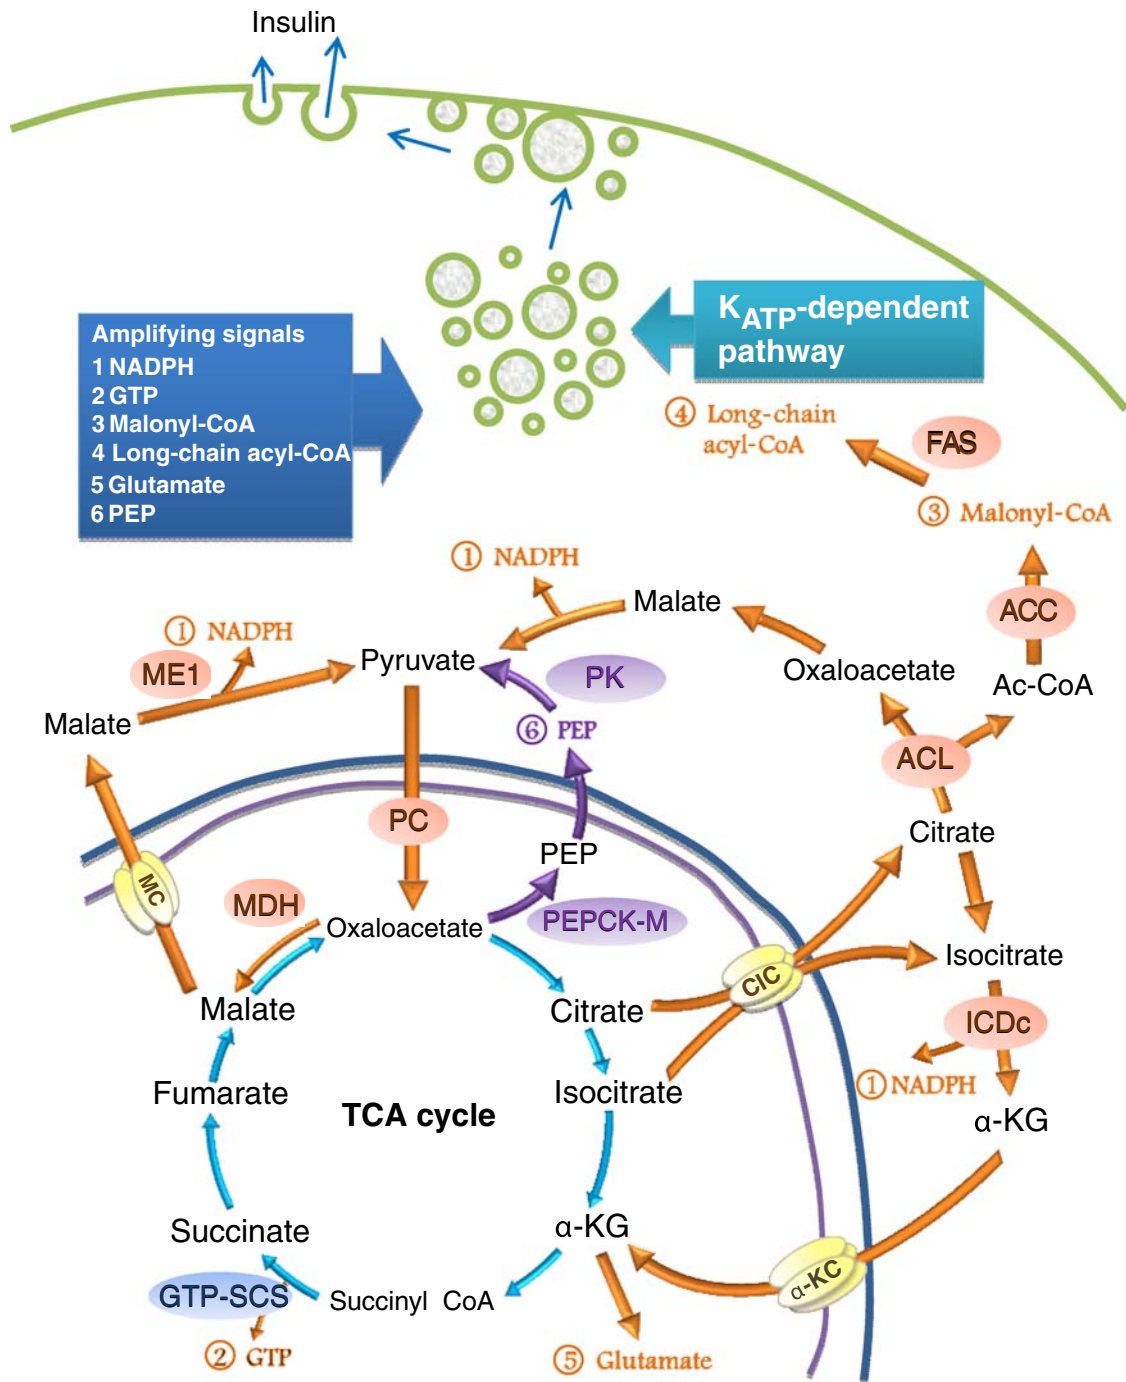 Insulin
Amplifying signals
1 NADPH
2 GTP
3 Malonyl-CoA
4 Long-chain acyl-CoA
5 Glutamate
6 PEP
KATP-dependent
pathway
④ Long-chain
acyl-CoA
FAS
③ Malonyl-CoA
ACC
Ac-CoA
① NADPH
Malate
Oxaloacetate
ACL
Citrate
① NADPH
ME1
Malate
Pyruvate
PK
⑥ PEP
PC
PEP
PEPCK-M
MC
MDH
Oxaloacetate
Malate
Citrate
CIC
Isocitrate
ICDc
① NADPH
α-KG
Fumarate
Isocitrate
TCA cycle
Succinate
α-KG
α-KC
GTP-SCS
Succinyl CoA
② GTP
⑤ Glutamate